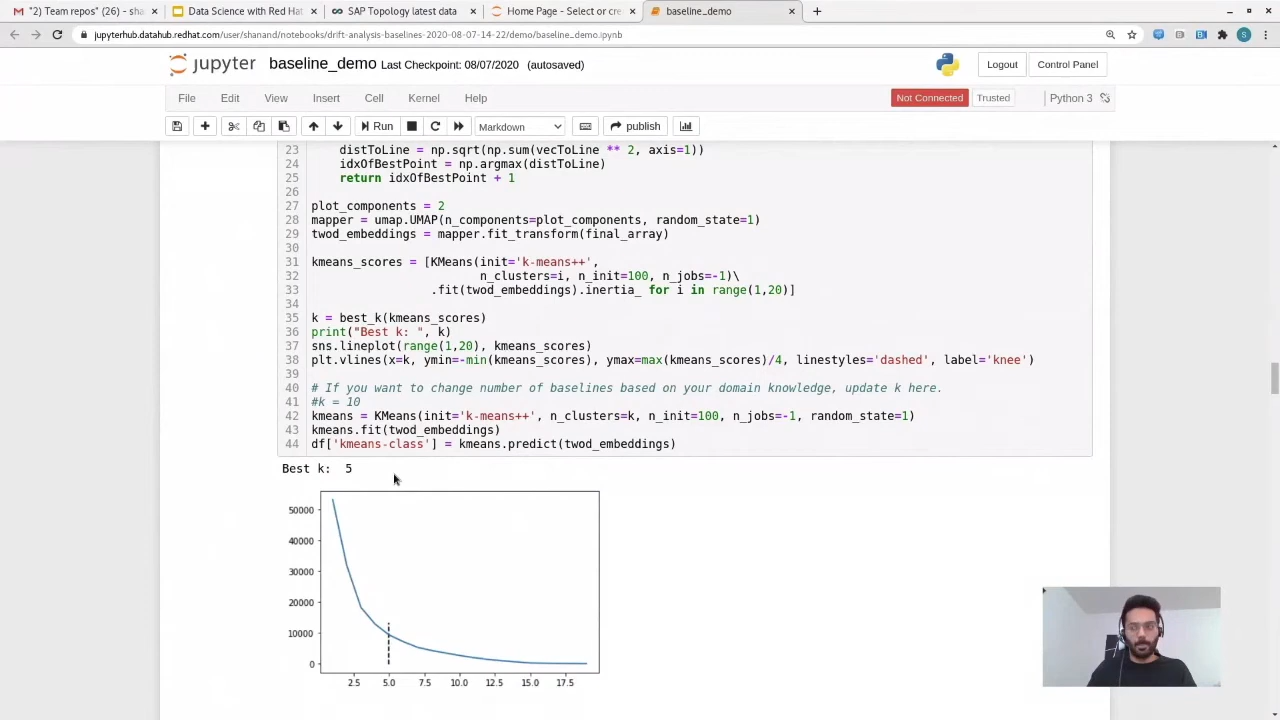 "2) Team repos" (26) - sha
Data Science with Red Hat
SAP Topology latest data
Home Page - Select or cre
baseline_demo
jupyterhub.datahub.redhat.com/user/shanand/notebooks/drift-analysis-baselines-2020-08-07-14-22/demo/baseline_demo.ipynb
S
jupyter baseline_demo Last Checkpoint: 08/07/2020 (autosaved)
Logout
Control Panel
File Edit View Insert Cell Kernel Help
Not Connected
Trusted
Python 3
Run
Markdown
publish
23 distToLine = np.sqrt(np.sum(vecToLine ** 2, axis=1))
24 idxOfBestPoint = np.argmax(distToLine)
25 return idxOfBestPoint + 1
26
27 plot_components = 2
28 mapper = umap.UMAP(n_components=plot_components, random_state=1)
29 twod_embeddings = mapper.fit_transform(final_array)
30
31 kmeans_scores = [KMeans(init='k-means++',
32 n_clusters=i, n_init=100, n_jobs=-1)\
33 .fit(twod_embeddings).inertia_ for i in range(1,20)]
34
35 k = best_k(kmeans_scores)
36 print("Best k: ", k)
37 sns.lineplot(range(1,20), kmeans_scores)
38 plt.vlines(x=k, ymin=-min(kmeans_scores), ymax=max(kmeans_scores)/4, linestyles='dashed', label='knee')
39
40 # If you want to change number of baselines based on your domain knowledge, update k here.
41 #k = 10
42 kmeans = KMeans(init='k-means++', n_clusters=k, n_init=100, n_jobs=-1, random_state=1)
43 kmeans.fit(twod_embeddings)
44 df['kmeans-class'] = kmeans.predict(twod_embeddings)
Best k:  5
50000
40000
30000
20000
10000
0
2.5 5.0 7.5 10.0 12.5 15.0 17.5